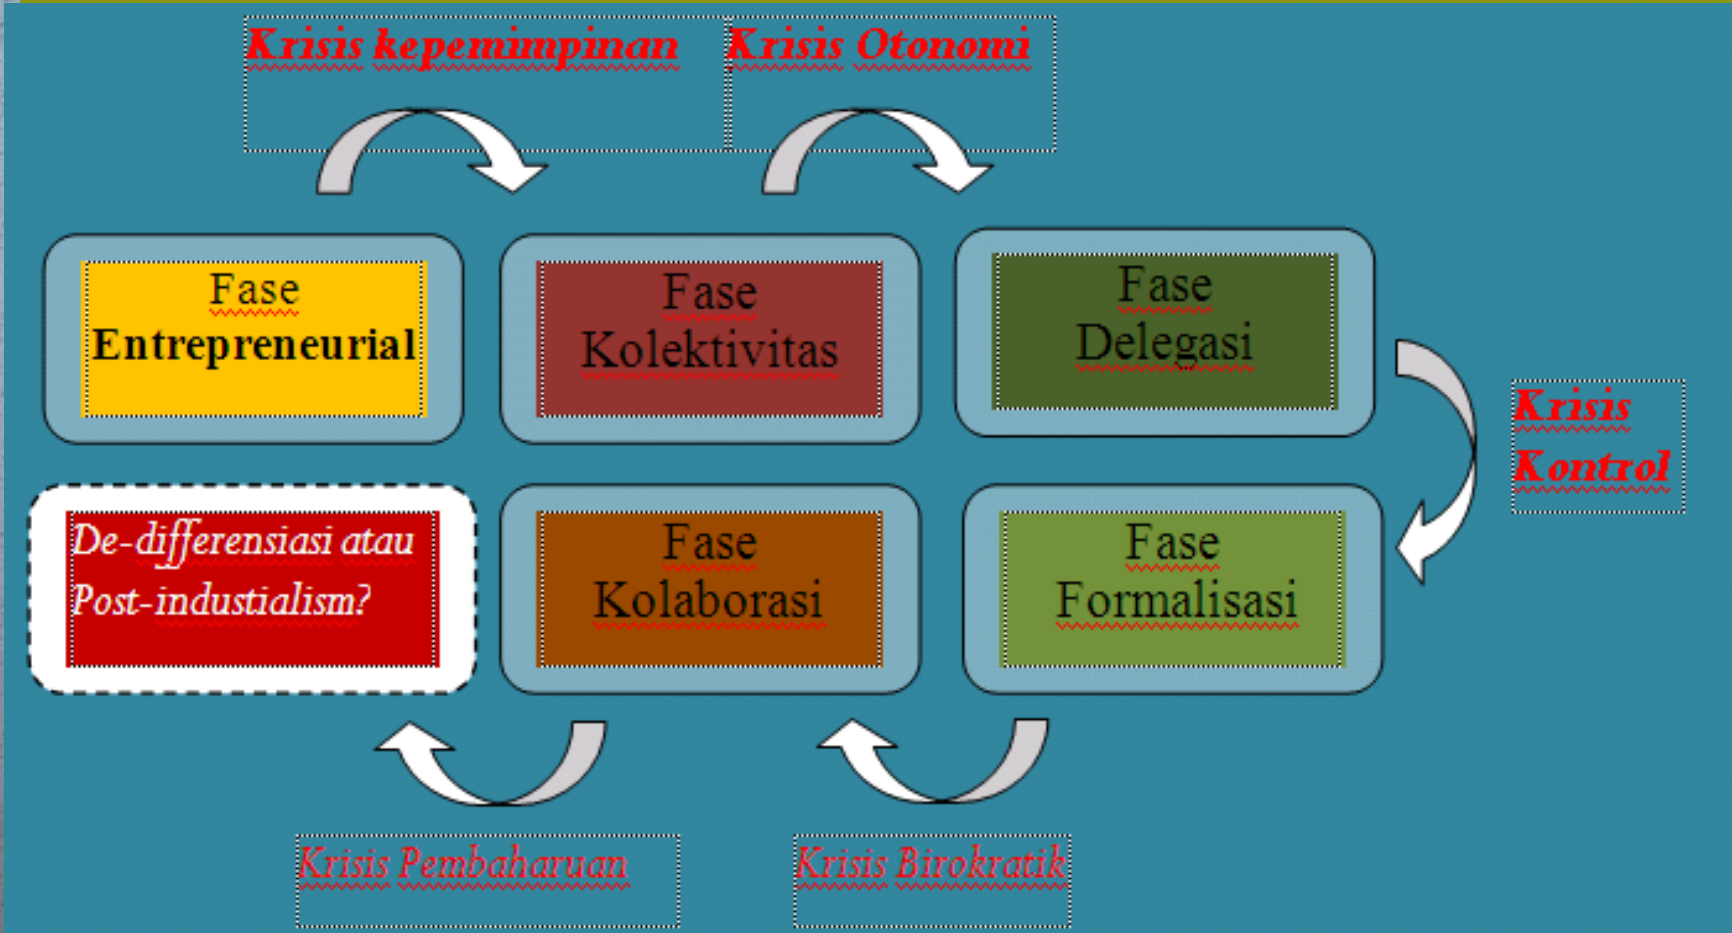 Krisis kepemimpinan
Krisis Otonomi
Fase
Entrepreneurial
Fase
Kolektivitas
Fase
Delegasi
Krisis
Kontrol
De-differensiasi atau
Post-industialism?
Fase
Kolaborasi
Fase
Formalisasi
Krisis Pembaharuan
Krisis Birokratik